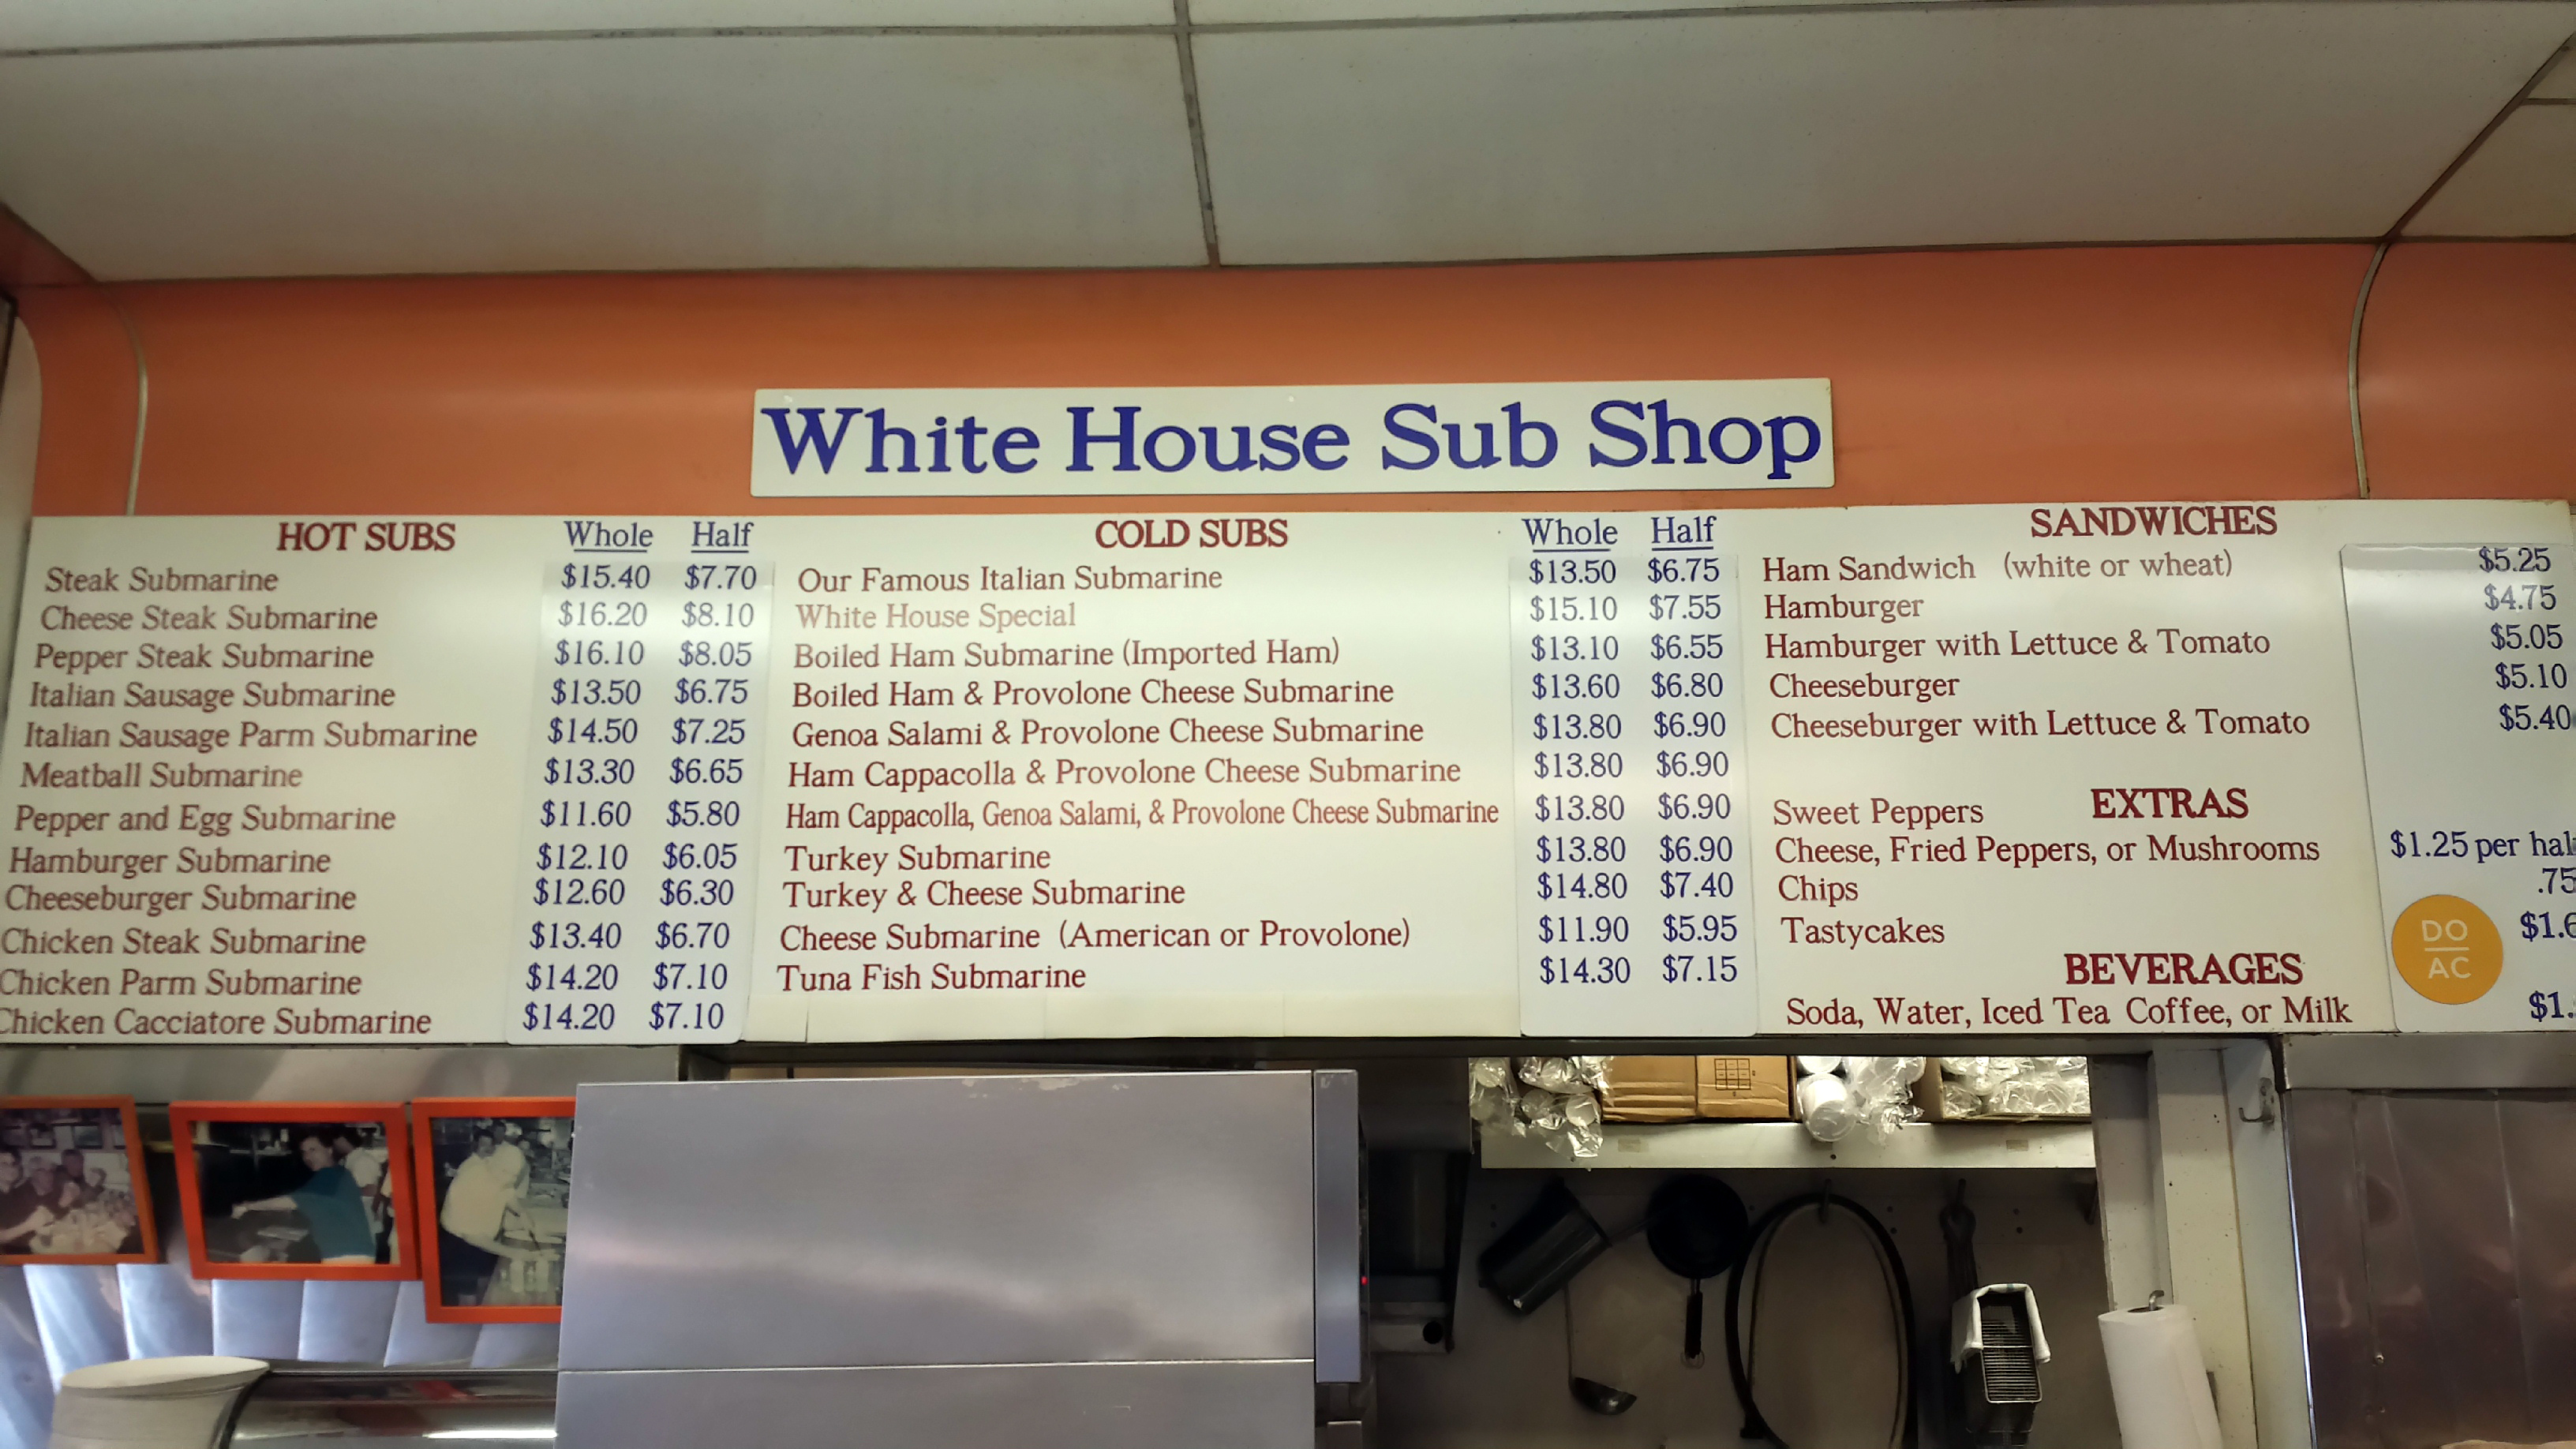 White House Sub Shop
HOT SUBS Whole Half
Steak Submarine $15.40 $7.70
Cheese Steak Submarine $16.20 $8.10
Pepper Steak Submarine $16.10 $8.05
Italian Sausage Submarine $13.50 $6.75
Italian Sausage Parm Submarine $14.50 $7.25
Meatball Submarine $13.30 $6.65
Pepper and Egg Submarine $11.60 $5.80
Hamburger Submarine $12.10 $6.05
Cheeseburger Submarine $12.60 $6.30
Chicken Steak Submarine $13.40 $6.70
Chicken Parm Submarine $14.20 $7.10
Chicken Cacciatore Submarine $14.20 $7.10
COLD SUBS Whole Half
Our Famous Italian Submarine $13.50 $6.75
White House Special $15.10 $7.55
Boiled Ham Submarine (Imported Ham) $13.10 $6.55
Boiled Ham & Provolone Cheese Submarine $13.60 $6.80
Genoa Salami & Provolone Cheese Submarine $13.80 $6.90
Ham Cappacolla & Provolone Cheese Submarine $13.80 $6.90
Ham Cappacolla, Genoa Salami, & Provolone Cheese Submarine $13.80 $6.90
Turkey Submarine $13.80 $6.90
Turkey & Cheese Submarine $14.80 $7.40
Cheese Submarine (American or Provolone) $11.90 $5.95
Tuna Fish Submarine $14.30 $7.15
SANDWICHES
Ham Sandwich (white or wheat) $5.25
Hamburger $4.75
Hamburger with Lettuce & Tomato $5.05
Cheeseburger $5.10
Cheeseburger with Lettuce & Tomato $5.40
EXTRAS
Sweet Peppers
Cheese, Fried Peppers, or Mushrooms $1.25 per
Chips .75
Tastycakes
DO
AC
BEVERAGES
Soda, Water, Iced Tea Coffee, or Milk